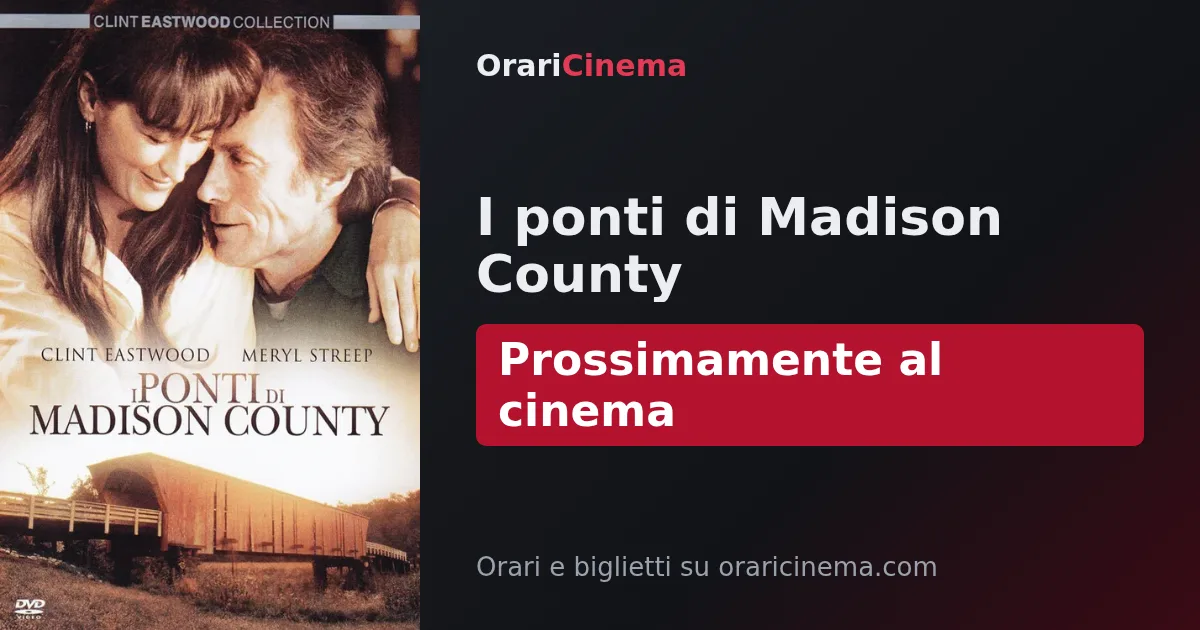 CLINT EASTWOOD COLLECTION
CLINT EASTWOOD MERYL STREEP
I PONTI DI
MADISON COUNTY
DVD
VIDEO
OrariCinema
I ponti di Madison
County
Prossimamente al
cinema
Orari e biglietti su oraricinema.com